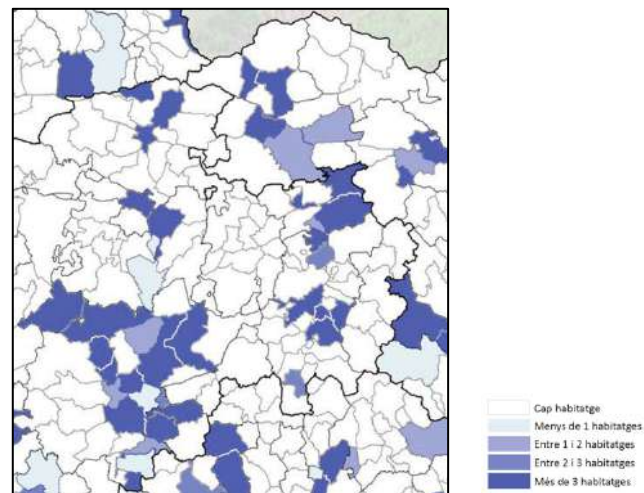 Cap habitatge
Menys de 1 habitatges
Entre 1 i 2 habitatges
Entre 2 i 3 habitatges
Més de 3 habitatges